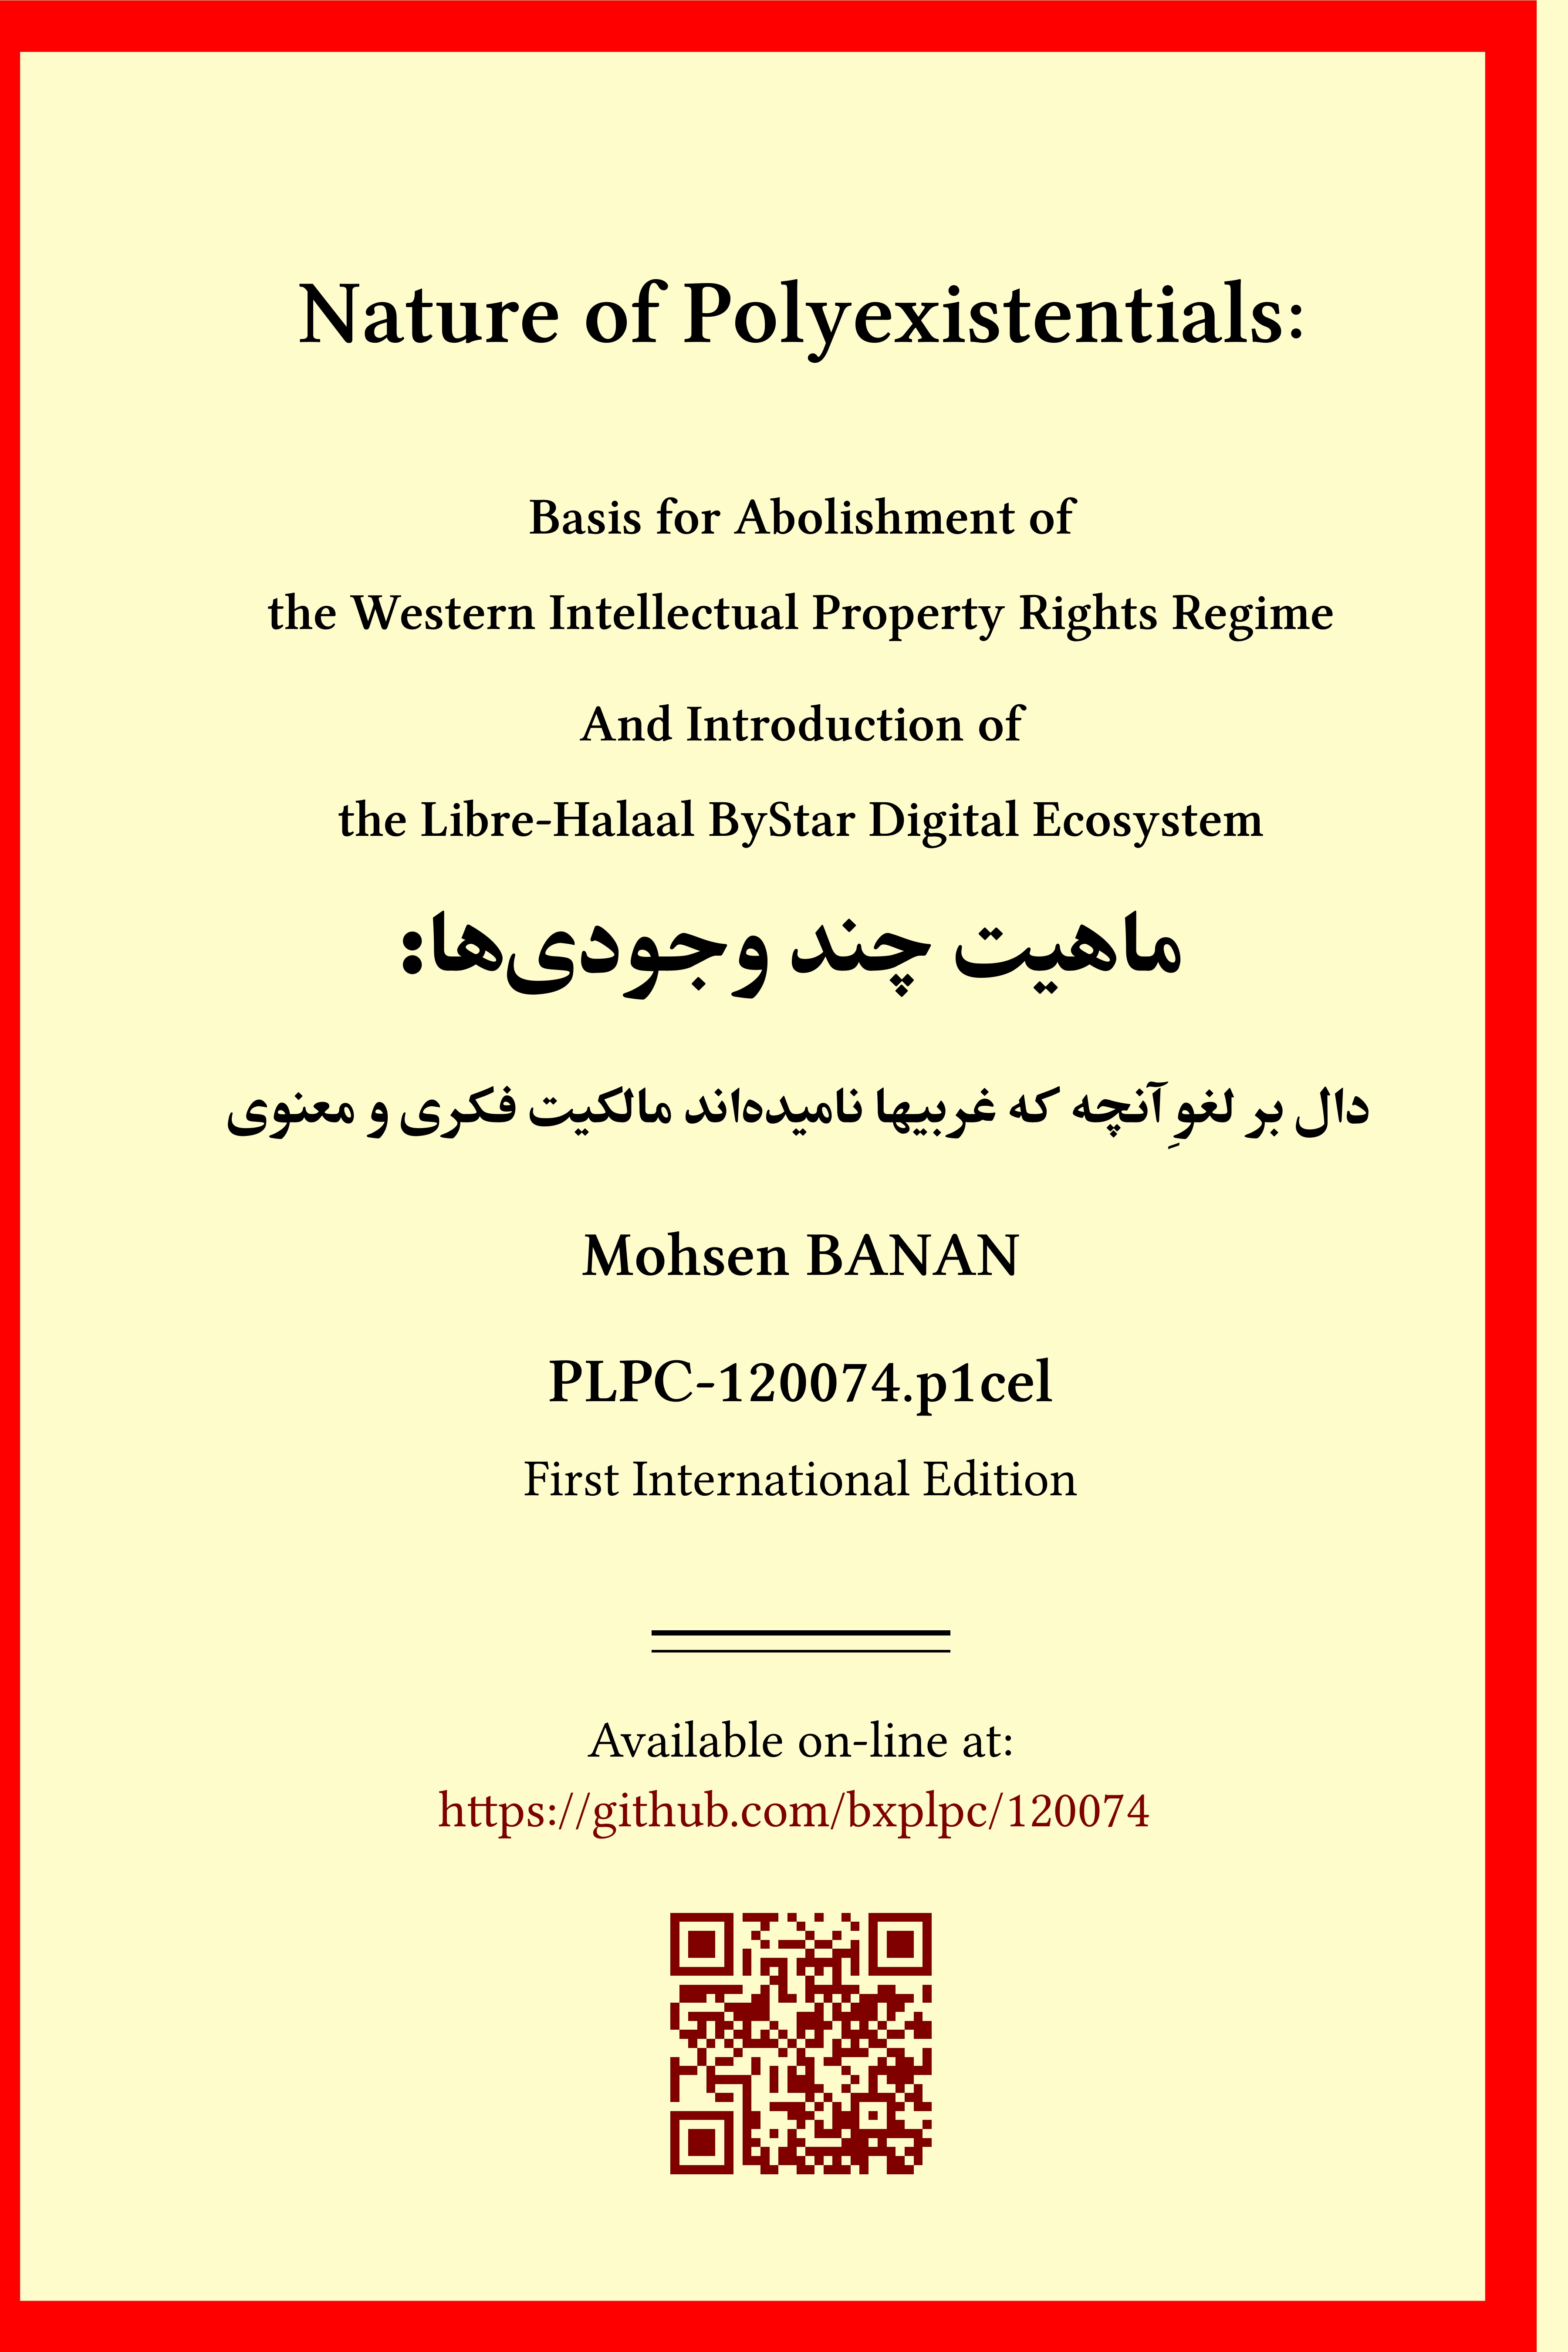 Nature of Polyexistentials:
Basis for Abolishment of
the Western Intellectual Property Rights Regime
And Introduction of
the Libre-Halaal ByStar Digital Ecosystem
ماهیت چند وجودی‌ها:
دال بر لغوِ آنچه که غربیها نامیده‌اند مالکیت فکری و معنوی
Mohsen BANAN
PLPC-120074.p1cel
First International Edition
Available on-line at:
https://github.com/bxplpc/120074